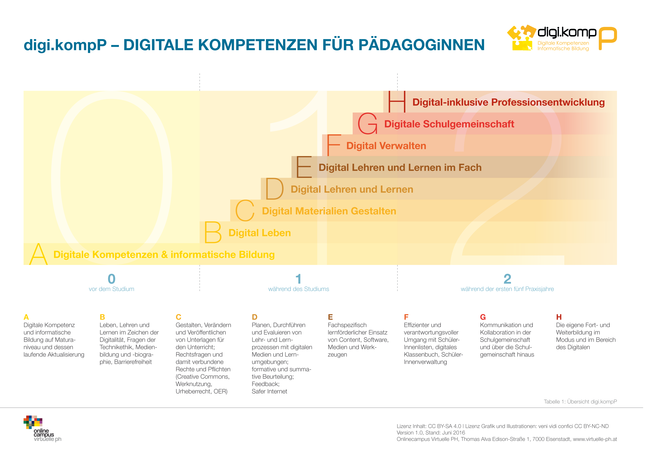 digi.kompP – DIGITALE KOMPETENZEN FÜR PÄDAGOGiNNEN
digi.komp P
Digitale Kompetenzen
Informatische Bildung
0 1 2
H Digital-inklusive Professionsentwicklung
G Digitale Schulgemeinschaft
F Digital Verwalten
E Digital Lehren und Lernen im Fach
D Digital Lehren und Lernen
C Digital Materialien Gestalten
B Digital Leben
A Digitale Kompetenzen & informatische Bildung
0
vor dem Studium
1
während des Studiums
2
während der ersten fünf Praxisjahre
A
Digitale Kompetenz
und informatische
Bildung auf Matura-
niveau und dessen
laufende Aktualisierung
B
Leben, Lehren und
Lernen im Zeichen der
Digitalität, Fragen der
Technikethik, Medien-
bildung und -biogra-
phie, Barrierefreiheit
C
Gestalten, Verändern
und Veröffentlichen
von Unterlagen für
den Unterricht;
Rechtsfragen und
damit verbundene
Rechte und Pflichten
(Creative Commons,
Werknutzung,
Urheberrecht, OER)
D
Planen, Durchführen
und Evaluieren von
Lehr- und Lern-
prozessen mit digitalen
Medien und Lern-
umgebungen;
formative und summa-
tive Beurteilung;
Feedback;
Safer Internet
E
Fachspezifisch
lernförderlicher Einsatz
von Content, Software,
Medien und Werk-
zeugen
F
Effizienter und
verantwortungsvoller
Umgang mit Schüler-
Innenlisten, digitales
Klassenbuch, Schüler-
Innenverwaltung
G
Kommunikation und
Kollaboration in der
Schulgemeinschaft
und über die Schul-
gemeinschaft hinaus
H
Die eigene Fort- und
Weiterbildung im
Modus und im Bereich
des Digitalen
Tabelle 1: Übersicht digi.kompP
online
campus
virtuelle ph
Lizenz Inhalt: CC BY-SA 4.0 I Lizenz Grafik und Illustrationen: veni vidi confici CC BY-NC-ND
Version 1.0, Stand: Juni 2016
Onlinecampus Virtuelle PH, Thomas Alva Edison-Straße 1, 7000 Eisenstadt, www.virtuelle-ph.at